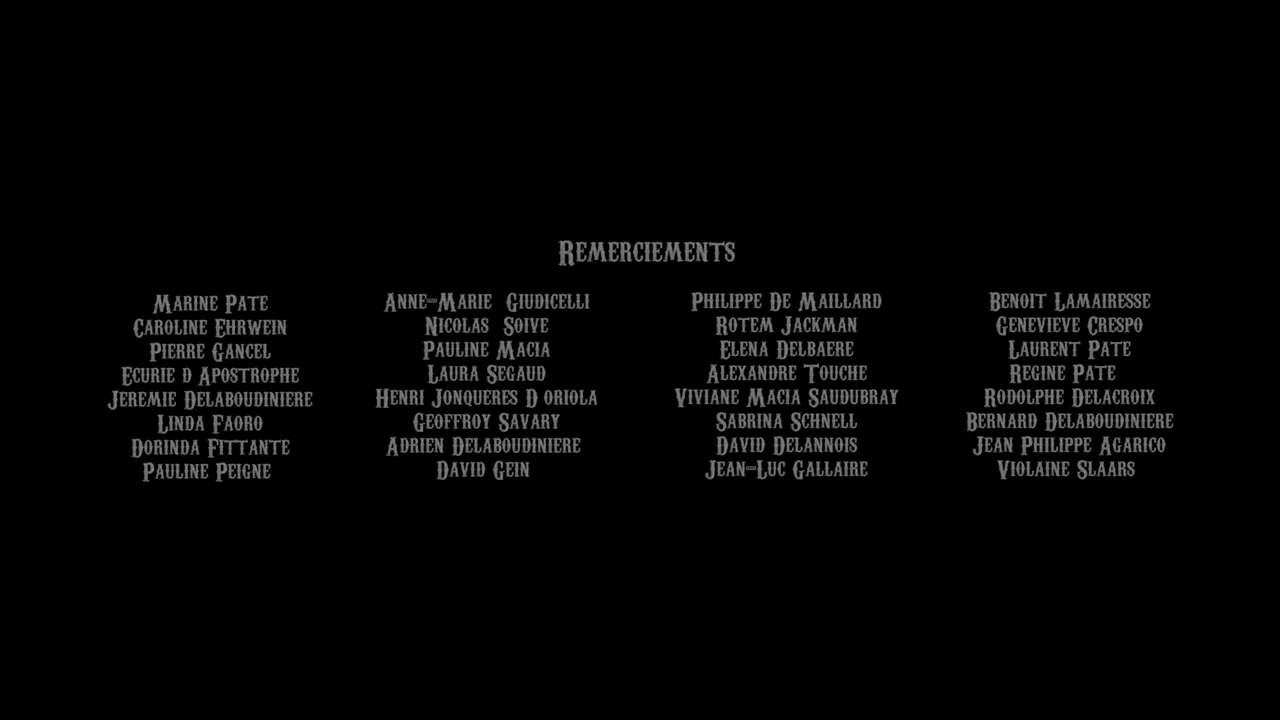 Remerciements
Marine Pate
Caroline Ehrwein
Pierre Gancel
Ecurie d Apostrophe
Jeremie Delaboudiniere
Linda Faoro
Dorinda Fittante
Pauline Peigne
Anne-Marie Giudicelli
Nicolas Soive
Pauline Macia
Laura Segaud
Henri Jonqueres D oriola
Geoffroy Savary
Adrien Delaboudiniere
David Gein
Philippe De Maillard
Rotem Jackman
Elena Delbaere
Alexandre Touche
Viviane Macia Saudubray
Sabrina Schnell
David Delannois
Jean-Luc Gallaire
Benoit Lamairesse
Genevieve Crespo
Laurent Pate
Regine Pate
Rodolphe Delacroix
Bernard Delaboudiniere
Jean Philippe Agarico
Violaine Slaars